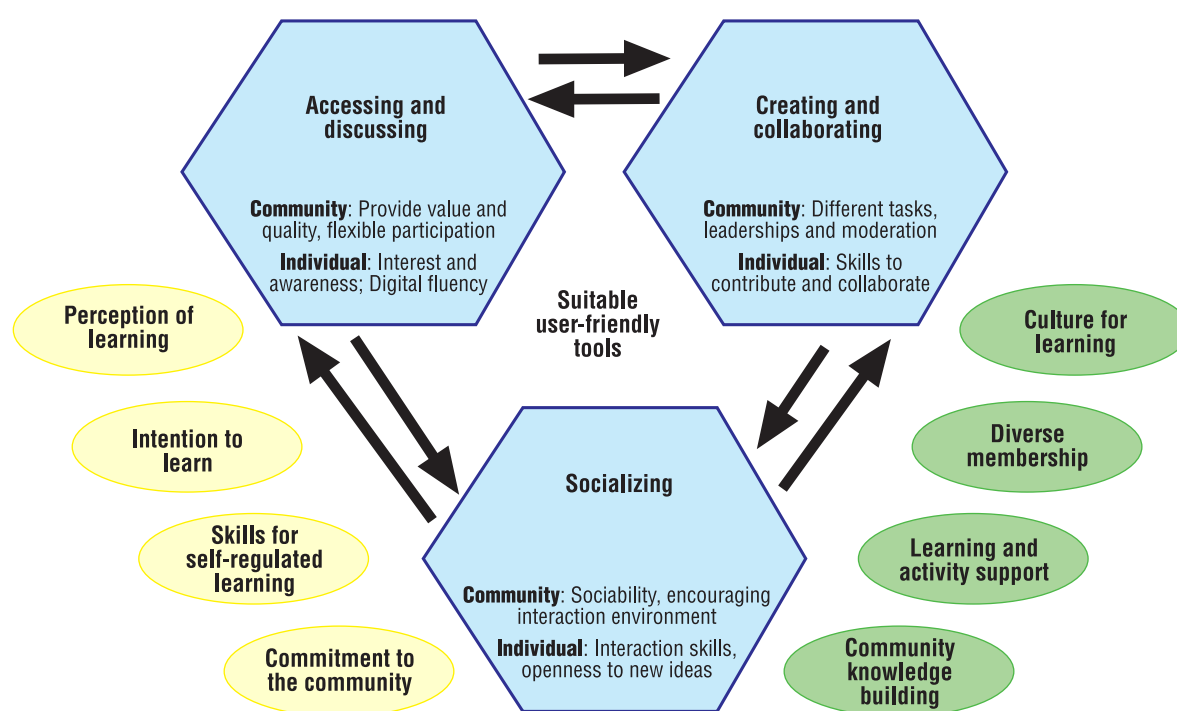 Accessing and
discussing
Community: Provide value and
quality, flexible participation
Individual: Interest and
awareness; Digital fluency
Creating and
collaborating
Community: Different tasks,
leaderships and moderation
Individual: Skills to
contribute and collaborate
Suitable
user-friendly
tools
Perception of
learning
Intention to
learn
Skills for
self-regulated
learning
Commitment to
the community
Socializing
Community: Sociability, encouraging
interaction environment
Individual: Interaction skills,
openness to new ideas
Culture for
learning
Diverse
membership
Learning and
activity support
Community
knowledge
building